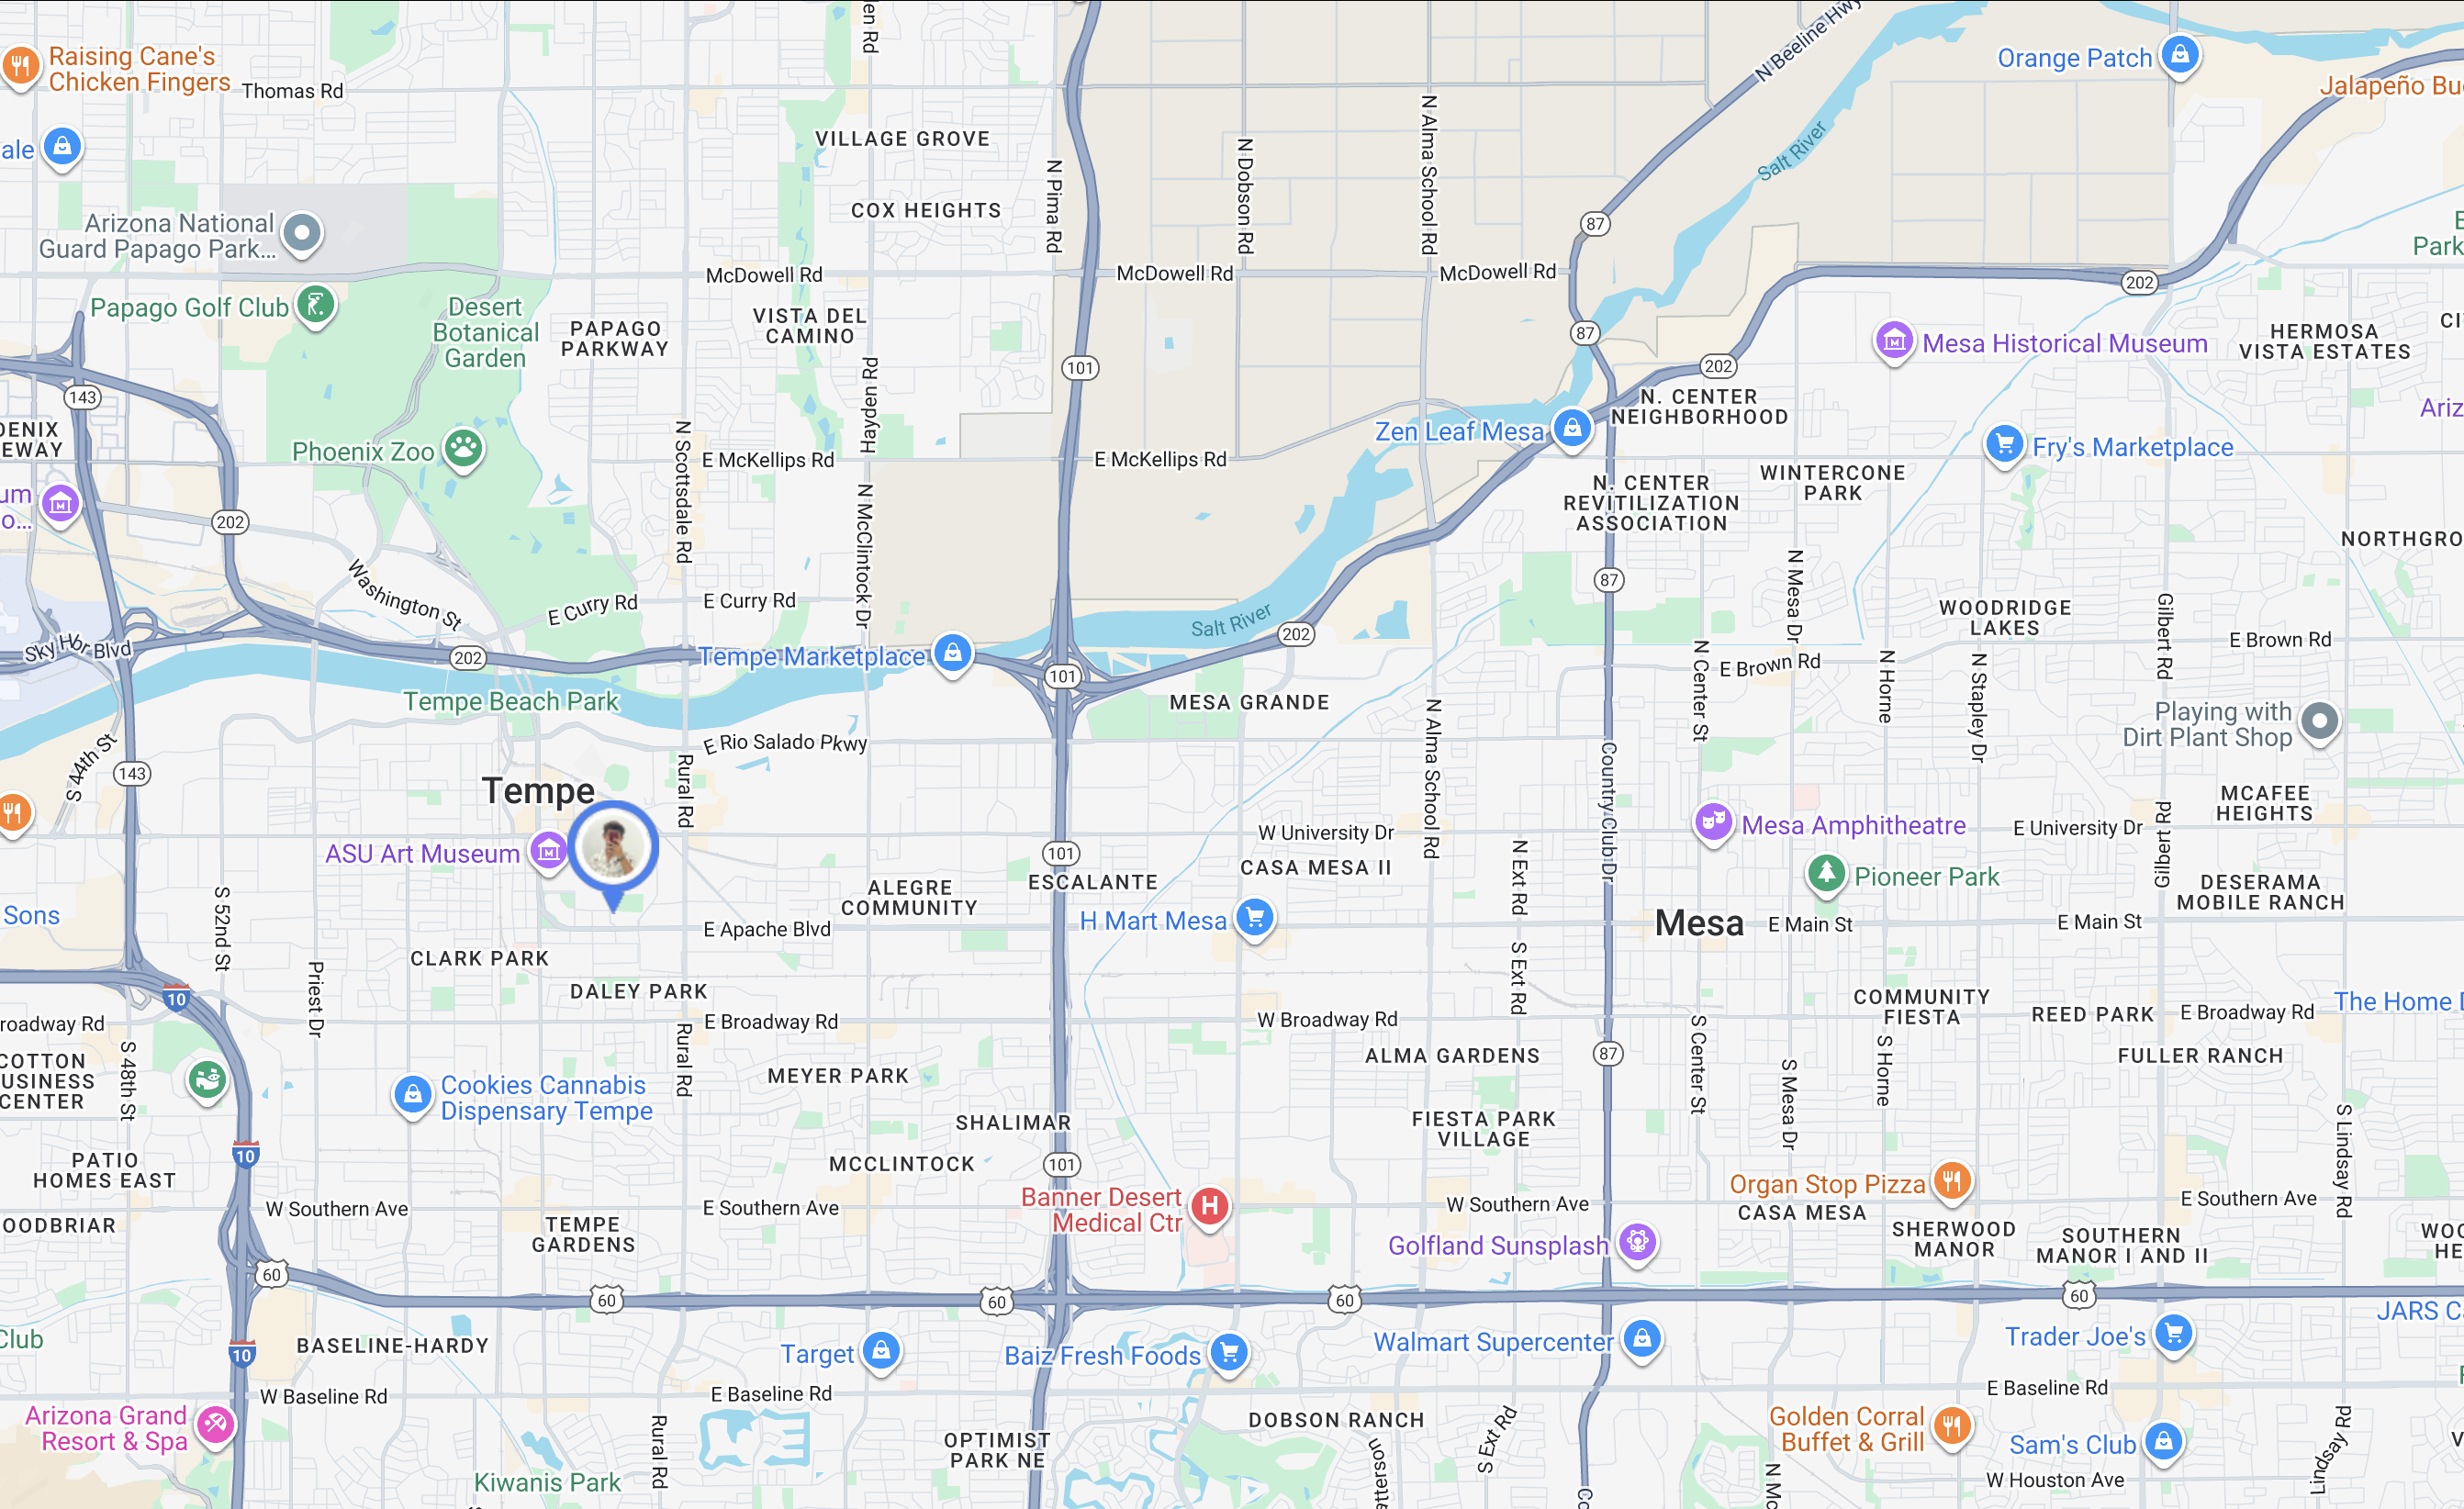 Raising Cane's
Chicken Fingers
Thomas Rd
en Rd
N Beeline Hwy
Orange Patch
Jalapeño Bu
ale
VILLAGE GROVE
N Pima Rd
N Dobson Rd
N Alma School Rd
Salt River
Arizona National
Guard Papago Park...
COX HEIGHTS
87
Park
McDowell Rd
McDowell Rd
McDowell Rd
202
Papago Golf Club
Desert
Botanical
Garden
PAPAGO
PARKWAY
VISTA DEL
CAMINO
87
Mesa Historical Museum
HERMOSA
VISTA ESTATES
CI
143
Hayden Rd
101
202
N. CENTER
NEIGHBORHOOD
Ariz
OENIX
EWAY
Phoenix Zoo
N Scottsdale Rd
E McKellips Rd
E McKellips Rd
Zen Leaf Mesa
Fry's Marketplace
um
o...
202
N McClintock Dr
N. CENTER
REVITILIZATION
ASSOCIATION
WINTERCONE
PARK
NORTHGRO
Washington St
E Curry Rd
E Curry Rd
87
N Mesa Dr
WOODRIDGE
LAKES
Gilbert Rd
Sky Hbr Blvd
202
Tempe Marketplace
101
Salt River
202
N Center St
E Brown Rd
N Horne
N Stapley Dr
E Brown Rd
Tempe Beach Park
MESA GRANDE
S 44th St
143
E Rio Salado Pkwy
N Alma School Rd
Country Club Dr
Playing with
Dirt Plant Shop
Tempe
Rural Rd
MCAFEE
HEIGHTS
ASU Art Museum
101
W University Dr
Mesa Amphitheatre
E University Dr
Gilbert Rd
ESCALANTE
CASA MESA II
N Ext Rd
Pioneer Park
DESERAMA
MOBILE RANCH
Sons
S 52nd St
ALEGRE
COMMUNITY
E Apache Blvd
H Mart Mesa
Mesa
E Main St
E Main St
CLARK PARK
10
Priest Dr
DALEY PARK
S Ext Rd
COMMUNITY
FIESTA
REED PARK
E Broadway Rd
The Home D
roadway Rd
Rural Rd
E Broadway Rd
W Broadway Rd
S Center St
S Horne
COTTON
USINESS
CENTER
S 48th St
Cookies Cannabis
Dispensary Tempe
MEYER PARK
ALMA GARDENS
87
S Mesa Dr
FULLER RANCH
SHALIMAR
FIESTA PARK
VILLAGE
S Lindsay Rd
PATIO
HOMES EAST
10
MCCLINTOCK
101
Organ Stop Pizza
OODBRIAR
W Southern Ave
E Southern Ave
Banner Desert
Medical Ctr
H
W Southern Ave
CASA MESA
E Southern Ave
TEMPE
GARDENS
Golfland Sunsplash
SHERWOOD
MANOR
SOUTHERN
MANOR I AND II
WOO
HE
60
60
60
60
60
Club
10
BASELINE-HARDY
Target
Baiz Fresh Foods
Walmart Supercenter
Trader Joe's
JARS C
W Baseline Rd
E Baseline Rd
E Baseline Rd
Arizona Grand
Resort & Spa
Rural Rd
OPTIMIST
PARK NE
DOBSON RANCH
S Ext Rd
Golden Corral
Buffet & Grill
Sam's Club
Lindsay Rd
Kiwanis Park
atterson
N Mc
W Houston Ave